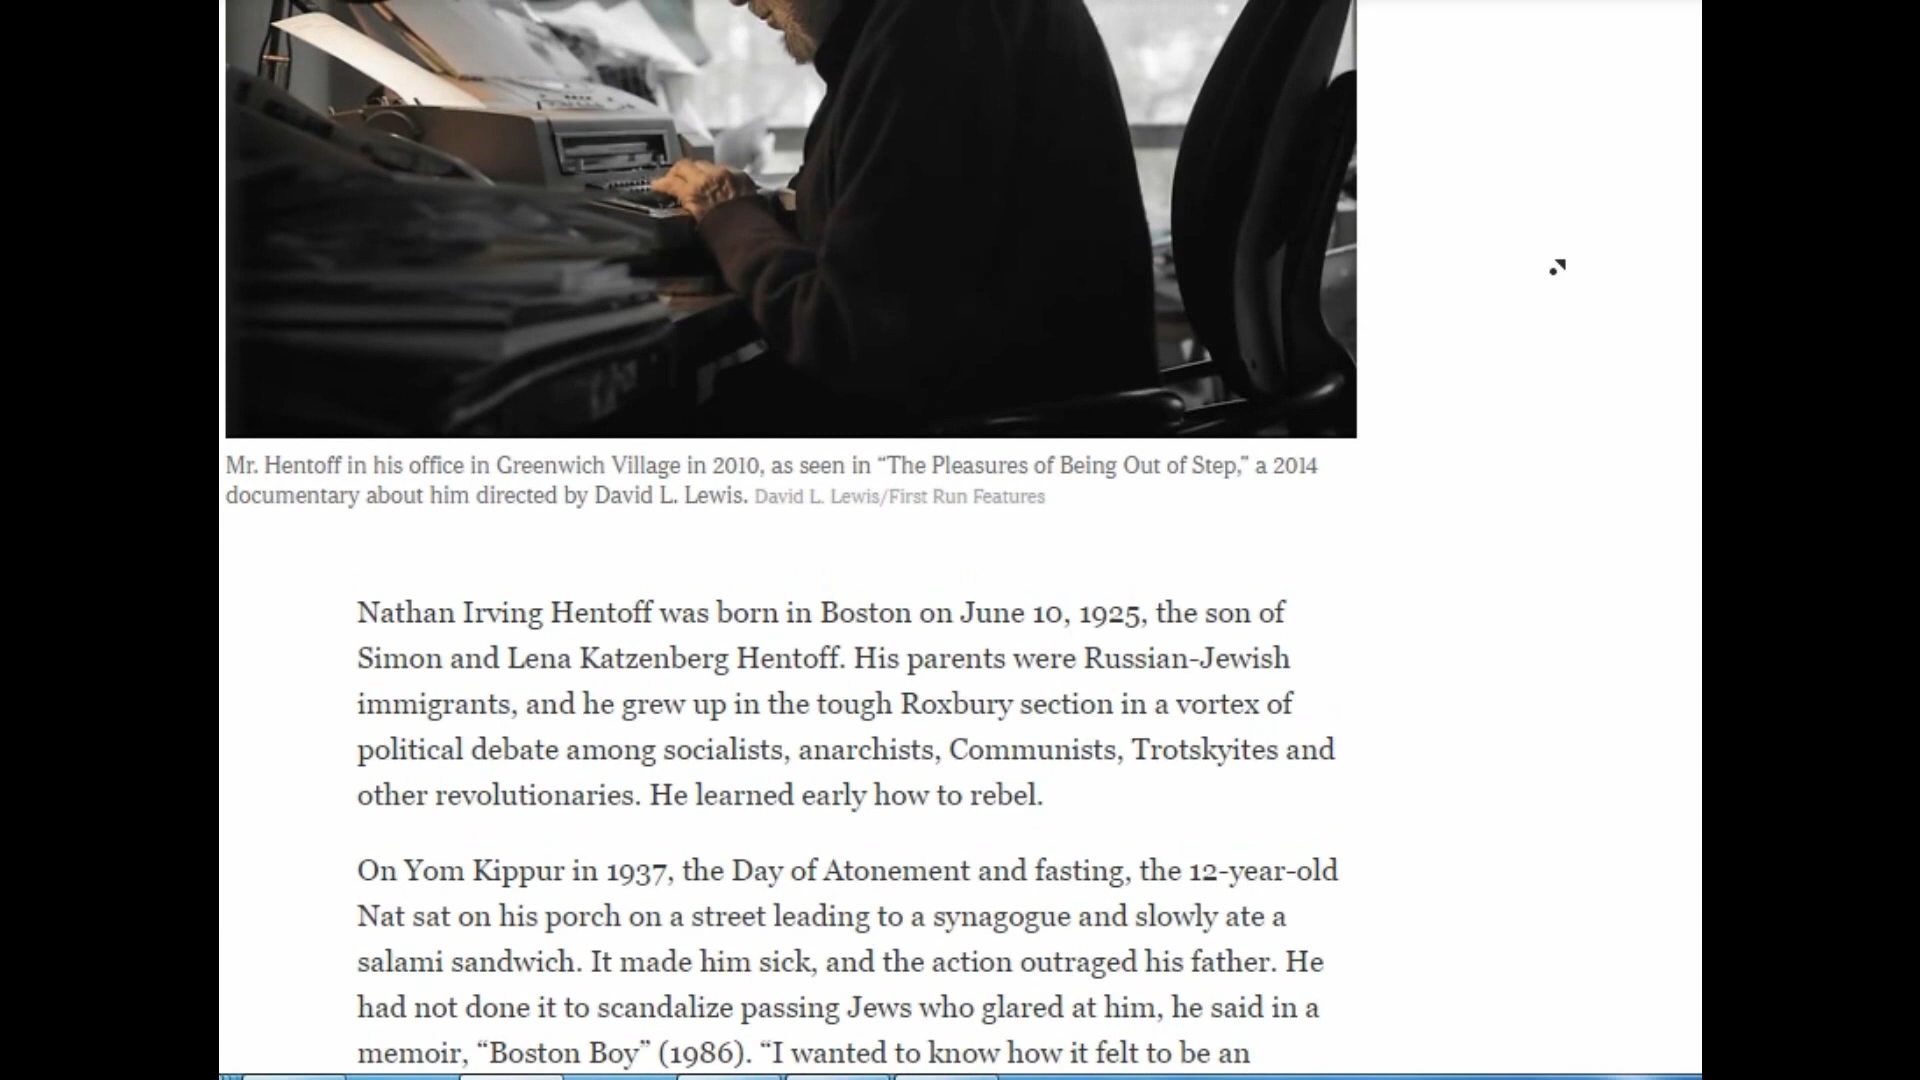 Mr. Hentoff in his office in Greenwich Village in 2010, as seen in “The Pleasures of Being Out of Step,” a 2014
documentary about him directed by David L. Lewis. David L. Lewis/First Run Features
Nathan Irving Hentoff was born in Boston on June 10, 1925, the son of
Simon and Lena Katzenberg Hentoff. His parents were Russian-Jewish
immigrants, and he grew up in the tough Roxbury section in a vortex of
political debate among socialists, anarchists, Communists, Trotskyites and
other revolutionaries. He learned early how to rebel.
On Yom Kippur in 1937, the Day of Atonement and fasting, the 12-year-old
Nat sat on his porch on a street leading to a synagogue and slowly ate a
salami sandwich. It made him sick, and the action outraged his father. He
had not done it to scandalize passing Jews who glared at him, he said in a
memoir, “Boston Boy” (1986). “I wanted to know how it felt to be an